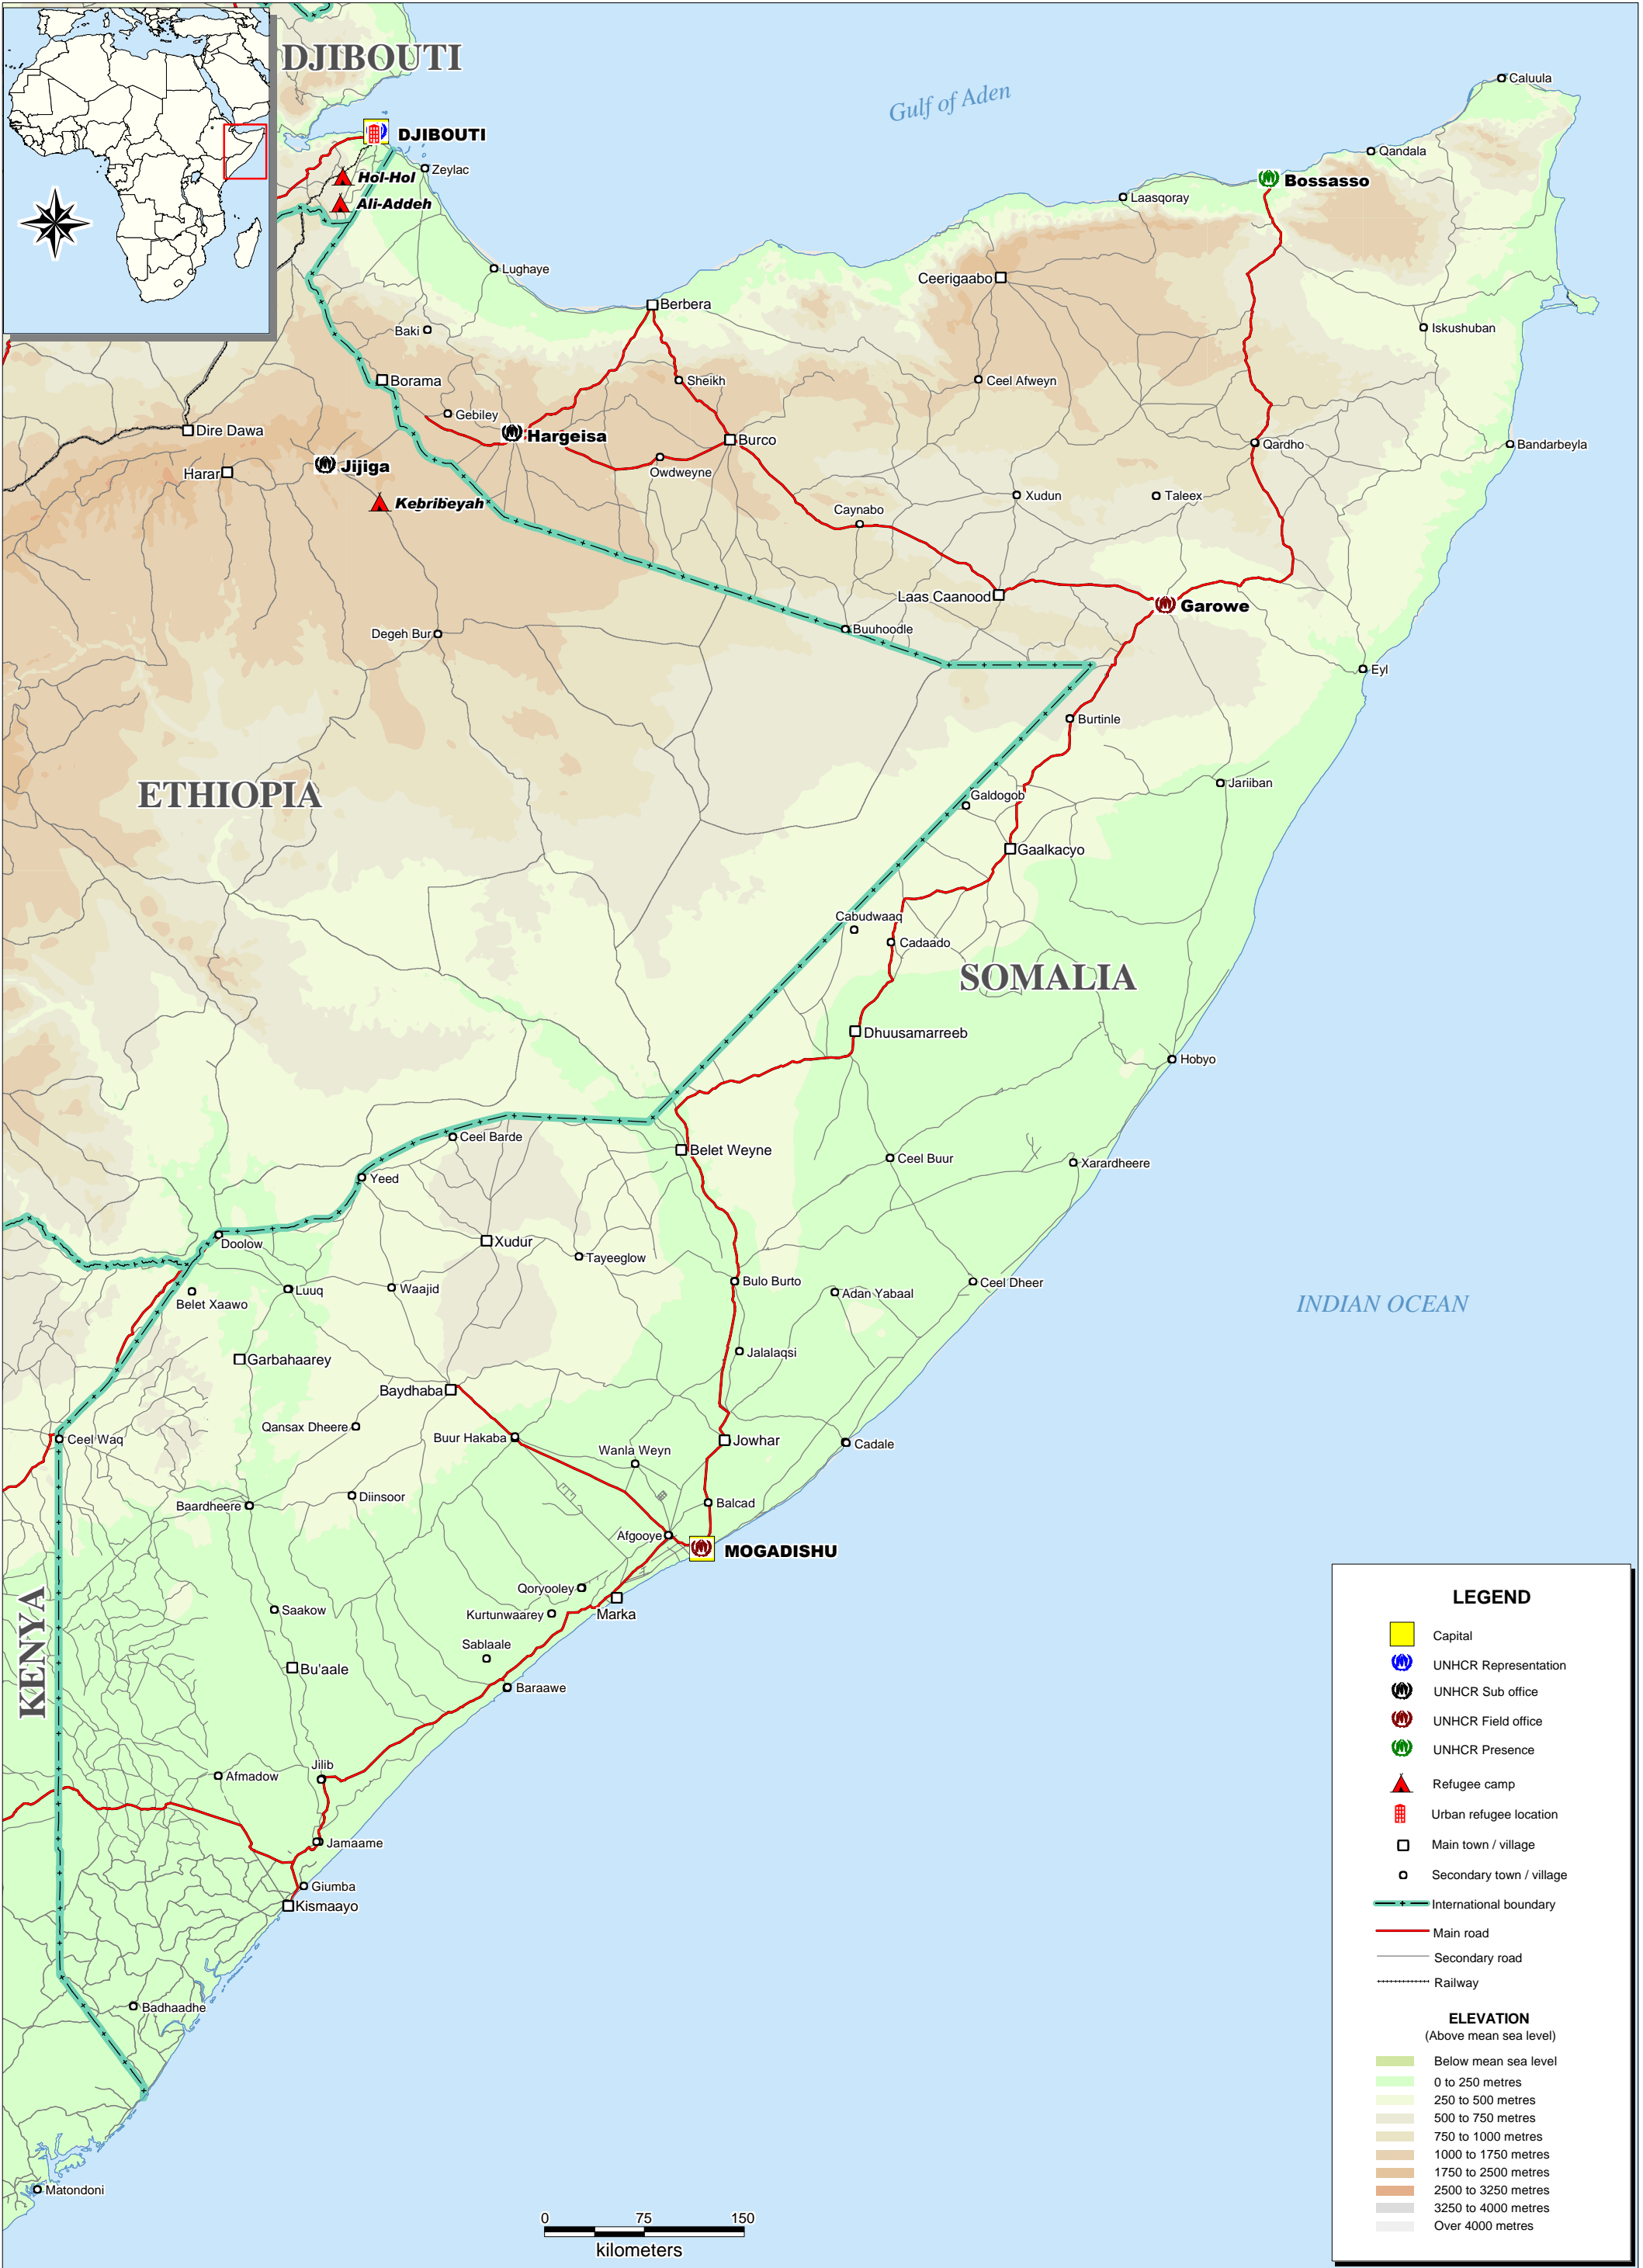 DJIBOUTI
Gulf of Aden
Caluula
DJIBOUTI
Qandala
Hol-Hol
Zeylac
Bossasso
Laasqoray
Ali-Addeh
Lughaye
Ceerigaabo
Berbera
Baki
Iskushuban
Borama
Sheikh
Ceel Afweyn
Gebiley
Dire Dawa
Hargeisa
Burco
Qardho
Bandarbeyla
Jijiga
Harar
Owdweyne
Kebribeyah
Xudun
Taleex
Caynabo
Laas Caanood
Garowe
Degeh Bur
Buuhoodle
Eyl
Burtinle
ETHIOPIA
Galdogob
Jariiban
Gaalkacyo
Cabudwaaq
Cadaado
SOMALIA
Dhuusamarreeb
Hobyo
Ceel Barde
Belet Weyne
Ceel Buur
Xarardheere
Yeed
Doolow
Xudur
Tayeeglow
Bulo Burto
Ceel Dheer
Luuq
Waajid
Adan Yabaal
Belet Xaawo
INDIAN OCEAN
Jalalaqsi
Garbahaarey
Baydhaba
Qansax Dheere
Ceel Waq
Buur Hakaba
Jowhar
Cadale
Wanla Weyn
Diinsoor
Baardheere
Balcad
Afgooye
MOGADISHU
Qoryooley
Saakow
Kurtunwaarey
Marka
KENYA
Sablaale
Bu'aale
Baraawe
Jilib
Afmadow
Jamaame
Giumba
Kismaayo
Badhaadhe
Matondoni
0 75 150
kilometers
LEGEND
Capital
UNHCR Representation
UNHCR Sub office
UNHCR Field office
UNHCR Presence
Refugee camp
Urban refugee location
Main town / village
Secondary town / village
International boundary
Main road
Secondary road
Railway
ELEVATION
(Above mean sea level)
Below mean sea level
0 to 250 metres
250 to 500 metres
500 to 750 metres
750 to 1000 metres
1000 to 1750 metres
1750 to 2500 metres
2500 to 3250 metres
3250 to 4000 metres
Over 4000 metres